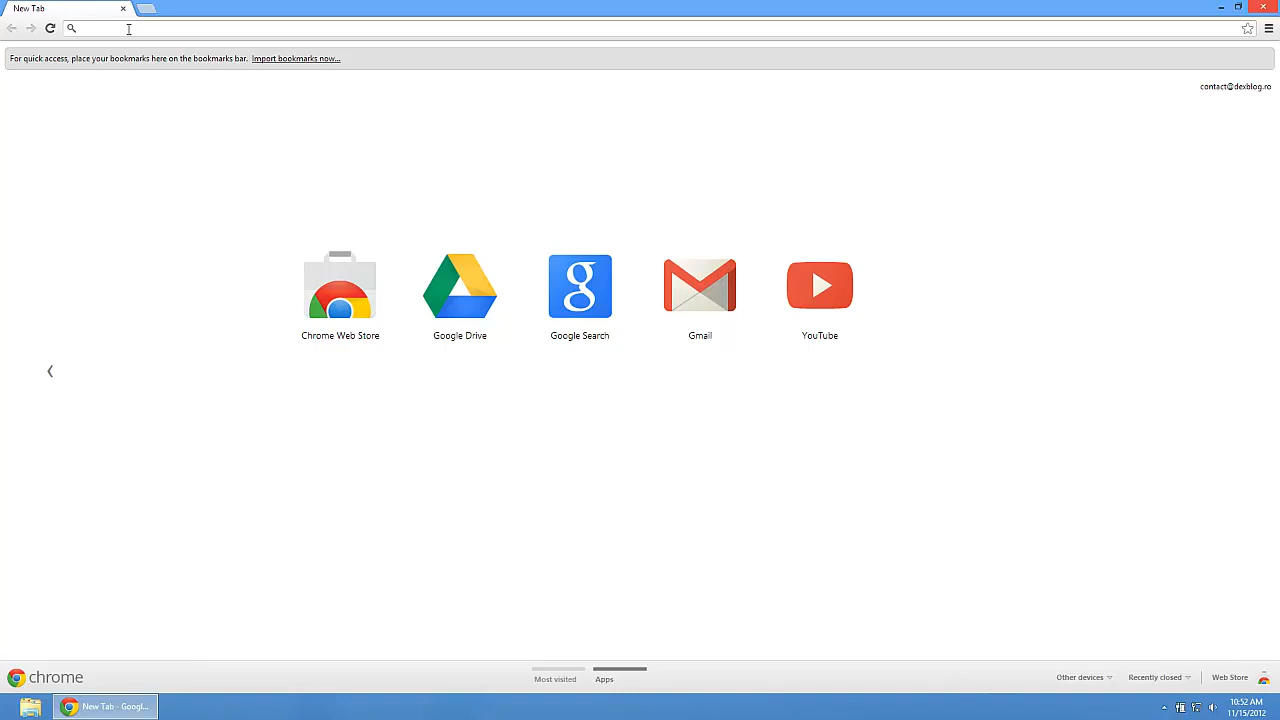 New Tab
For quick access, place your bookmarks here on the bookmarks bar. Import bookmarks now...
contact@dexblog.ro
g
Chrome Web Store
Google Drive
Google Search
Gmail
YouTube
chrome
Most visited
Apps
Other devices
Recently closed
Web Store
New Tab - Googl...
10:52 AM
11/15/2012